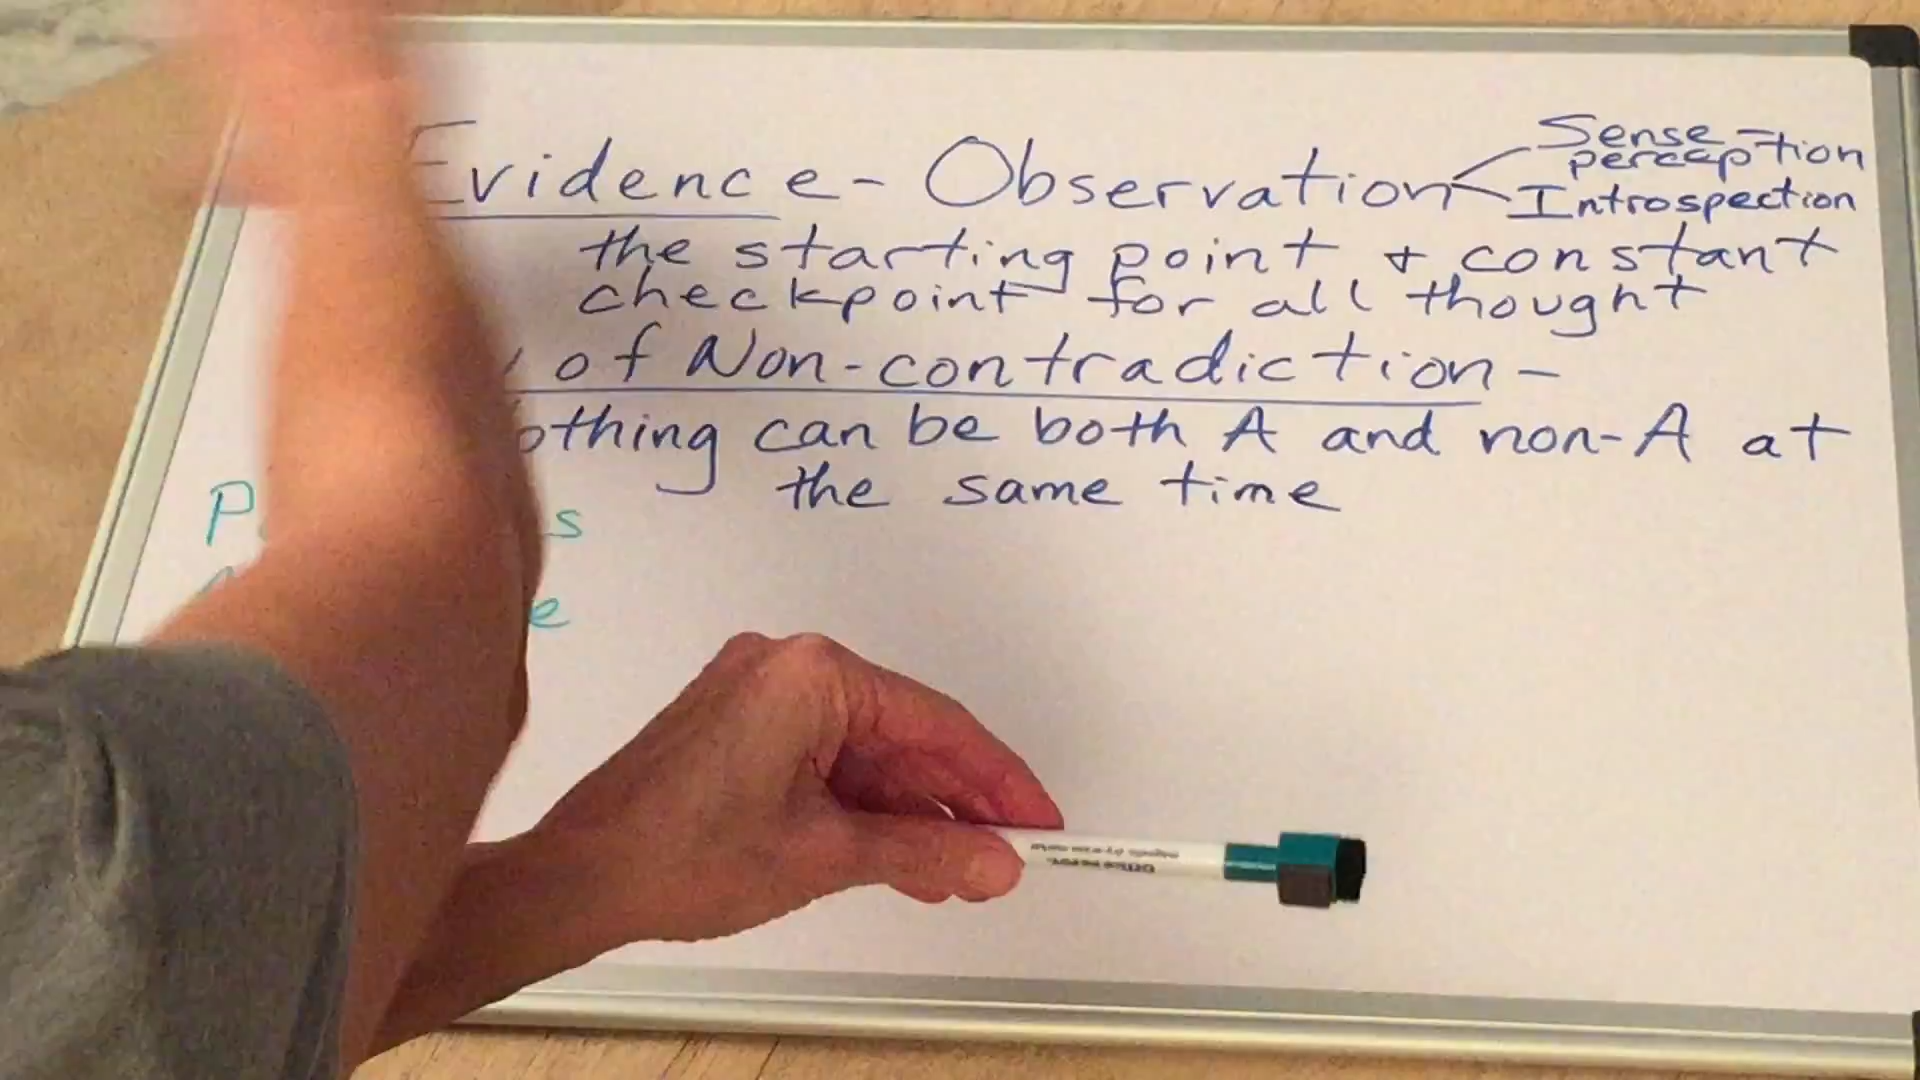 Evidence - Observation < Sense perception
Introspection
the starting point + constant
checkpoint for all thought
of Non-contradiction -
can be both A and non-A at
the same time